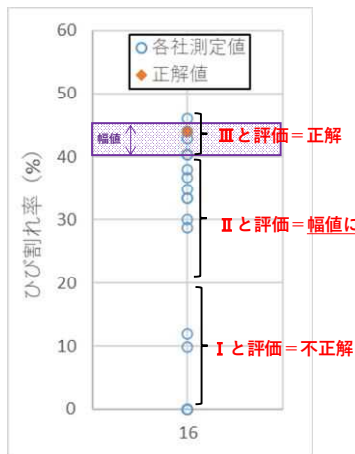 60
各社測定値
正解値
50
幅値
Ⅲと評価＝正解
40
30
Ⅱと評価＝幅値に
20
10
Ⅰと評価＝不正解
0
16
ひび割れ率（%）